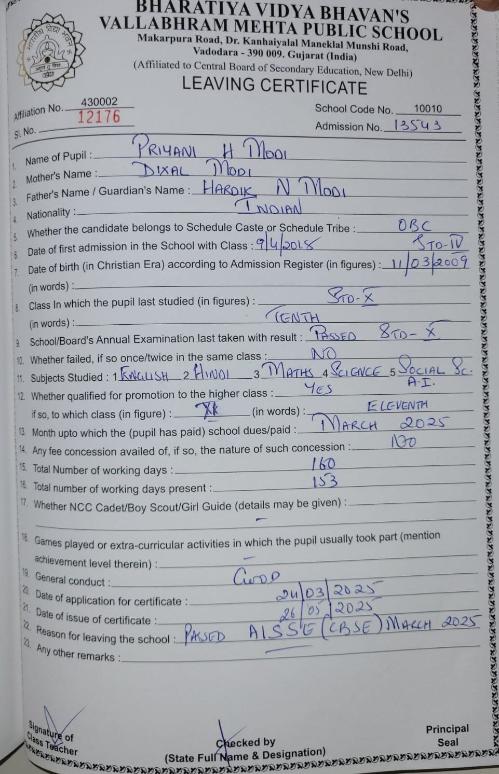 BHARATIYA VIDYA BHAVAN'S
VALLABHRAM MEHTA PUBLIC SCHOOL
Makarpura Road, Dr. Kanhaiyalal Maneklal Munshi Road,
Vadodara - 390 009. Gujarat (India)
(Affiliated to Central Board of Secondary Education, New Delhi)
LEAVING CERTIFICATE
Affiliation No. 430002 School Code No. 10010
Sl. No. 12176 Admission No. 13543
1. Name of Pupil : PRIYANI H MODI
2. Mother's Name : DIXAL MODI
3. Father's Name / Guardian's Name : HARDIK N MODI
4. Nationality : INDIAN
5. Whether the candidate belongs to Schedule Caste or Schedule Tribe : OBC
6. Date of first admission in the School with Class : 9/4/2018 STD-IV
7. Date of birth (in Christian Era) according to Admission Register (in figures) : 11/03/2009
(in words) :
8. Class In which the pupil last studied (in figures) : STD-X
(in words) : TENTH
9. School/Board's Annual Examination last taken with result : PASSED STD-X
10. Whether failed, if so once/twice in the same class : NO
11. Subjects Studied : 1 ENGLISH 2 HINDI 3 MATHS 4 SCIENCE 5 SOCIAL SC.
A.I.
12. Whether qualified for promotion to the higher class : YES
if so, to which class (in figure) : (in words) : ELEVENTH
13. Month upto which the (pupil has paid) school dues/paid : MARCH 2025
14. Any fee concession availed of, if so, the nature of such concession : NO
15. Total Number of working days : 160
16. Total number of working days present : 153
17. Whether NCC Cadet/Boy Scout/Girl Guide (details may be given) : -
18. Games played or extra-curricular activities in which the pupil usually took part (mention
achievement level therein) : -
19. General conduct : GOOD
20. Date of application for certificate : 24/03/2025
21. Date of issue of certificate : 26/05/2025
22. Reason for leaving the school : PASSED AISSE (CBSE) MARCH 2025
23. Any other remarks :
Signature of
Class Teacher
Checked by
(State Full Name & Designation)
Principal
Seal